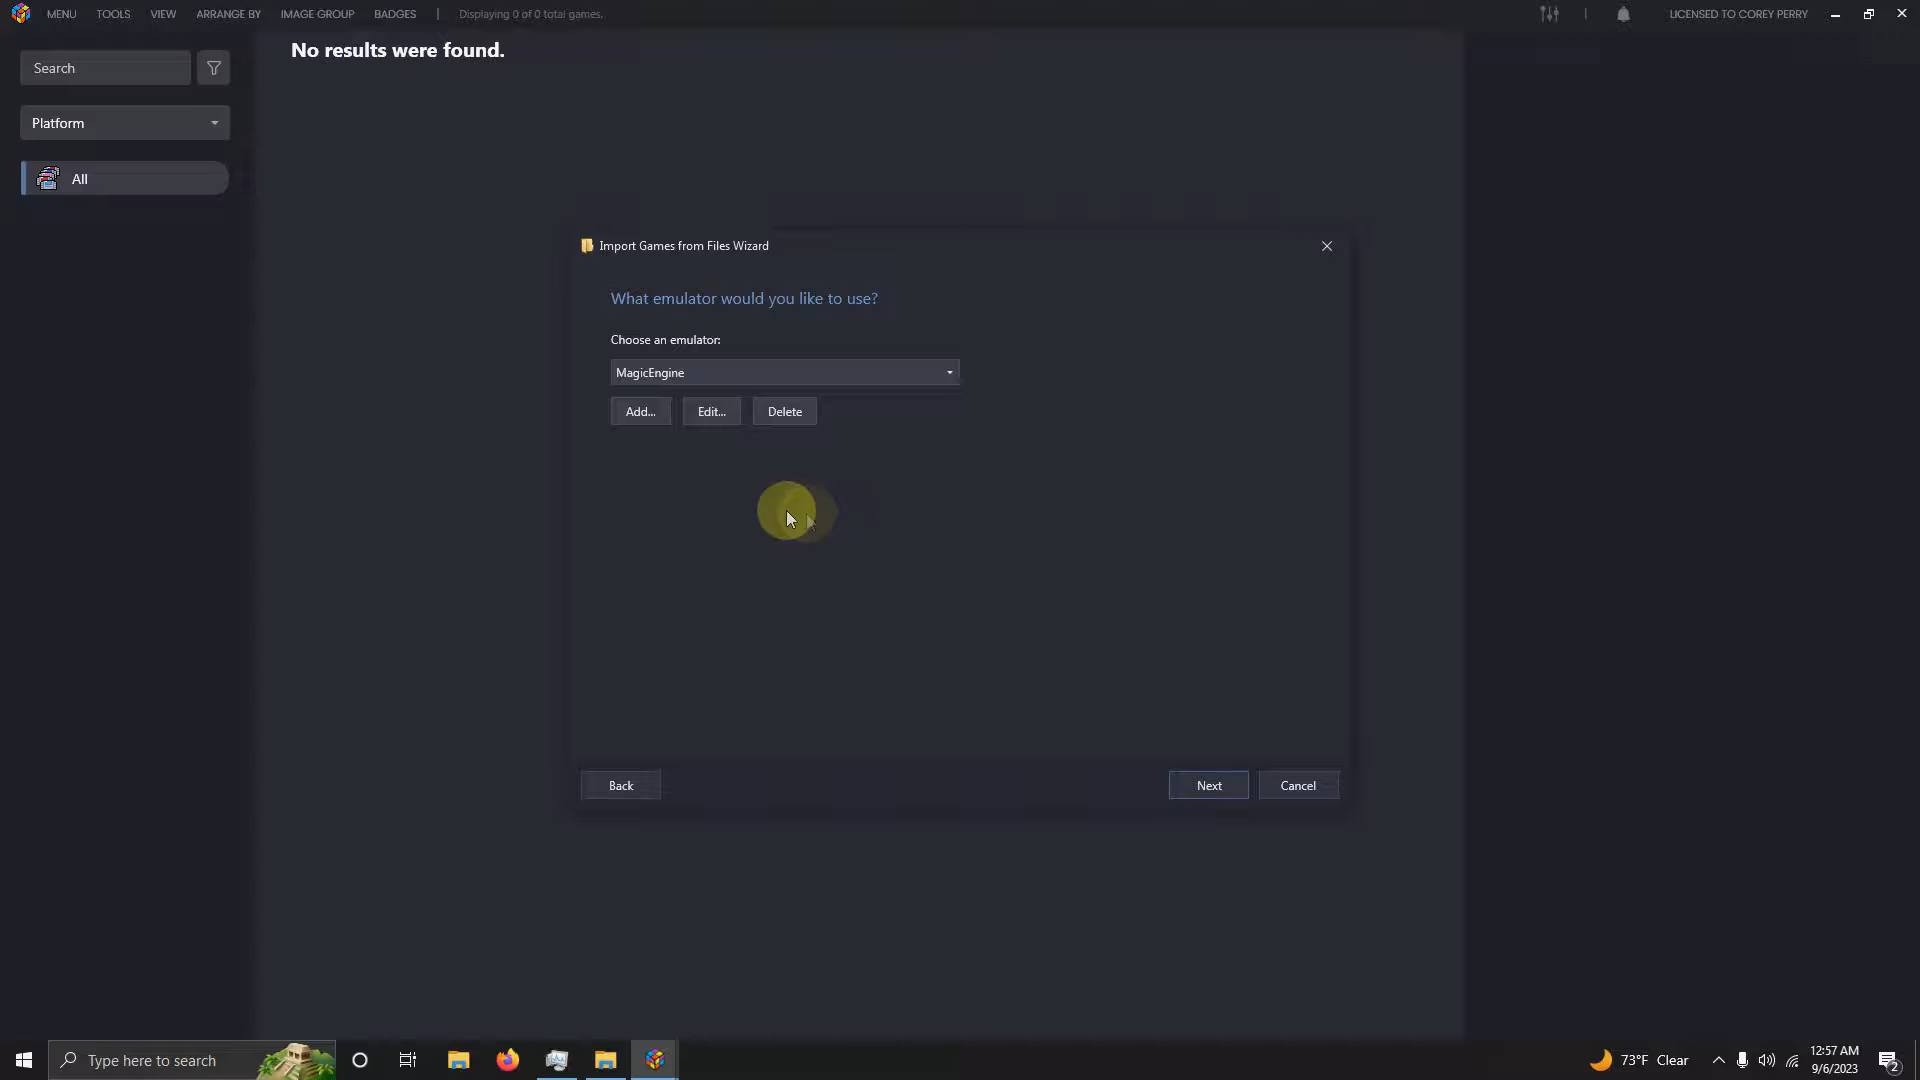 MENU TOOLS VIEW ARRANGE BY IMAGE GROUP BADGES | Displaying 0 of 0 total games. LICENSED TO COREY PERRY
Search
No results were found.
Platform
All
Import Games from Files Wizard
What emulator would you like to use?
Choose an emulator:
MagicEngine
Add... Edit... Delete
Back Next Cancel
Type here to search
73°F Clear
12:57 AM
9/6/2023
2